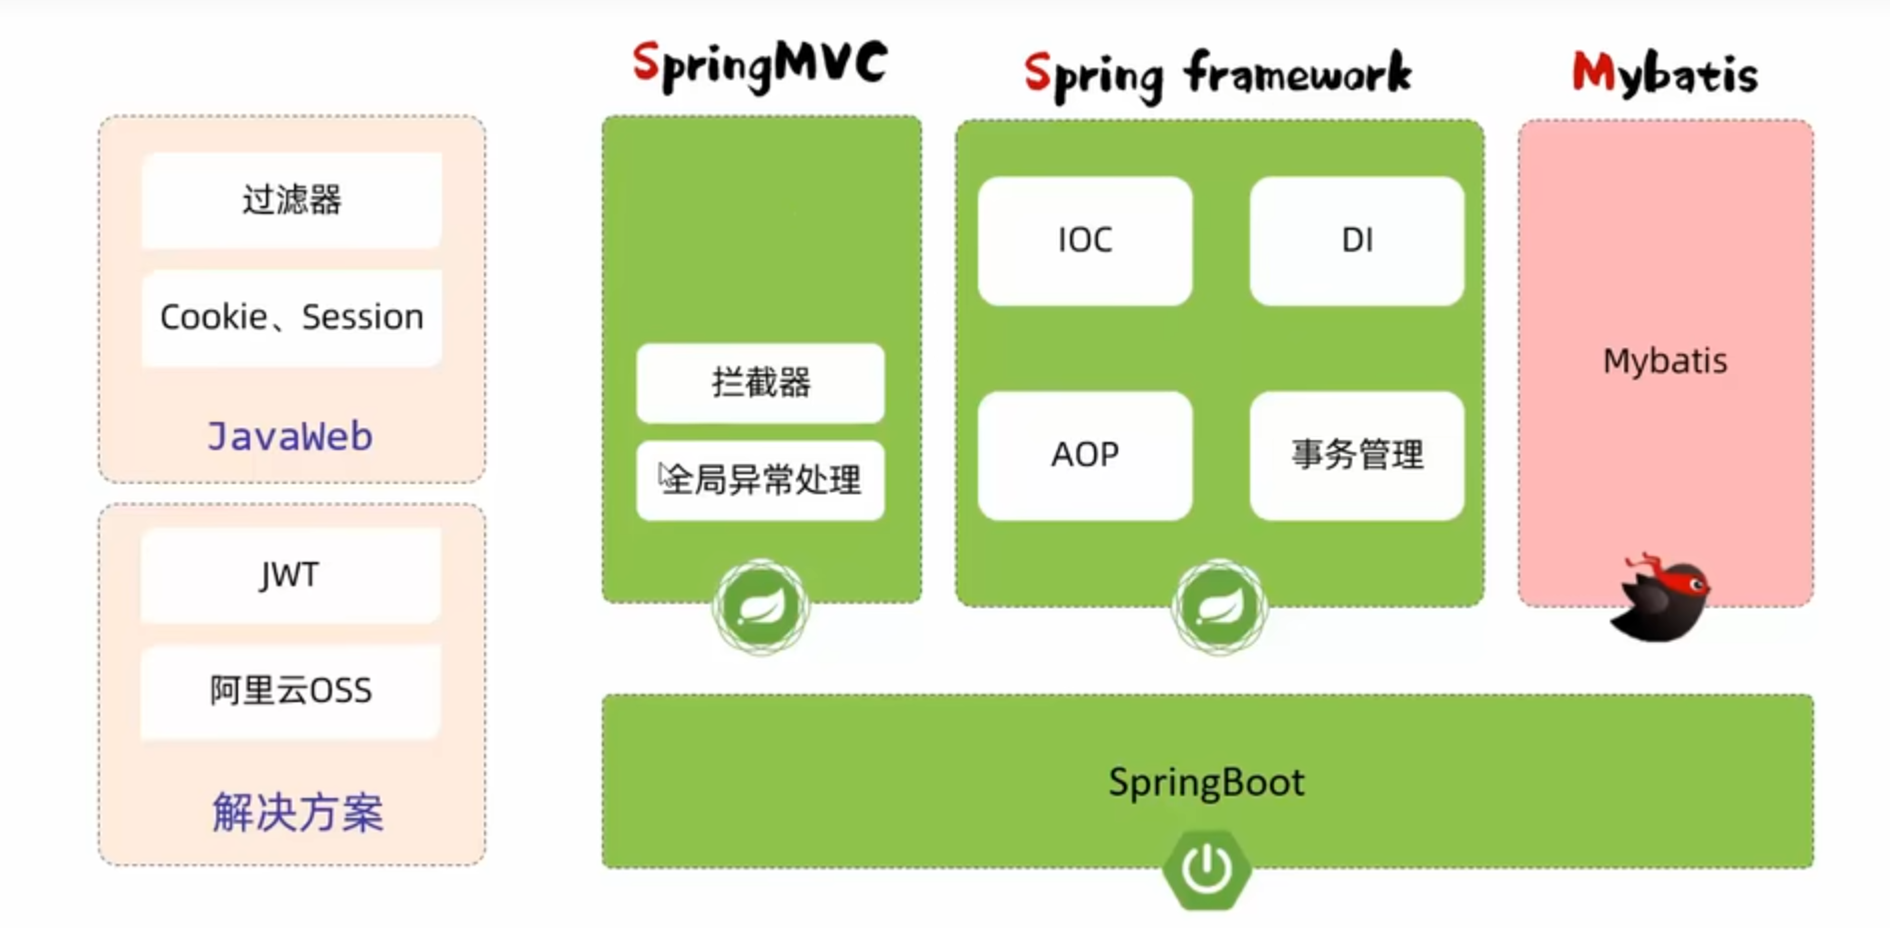 SpringMVC
Spring framework
Mybatis
过滤器
Cookie、Session
JavaWeb
JWT
阿里云OSS
解决方案
拦截器
全局异常处理
IOC
DI
AOP
事务管理
Mybatis
SpringBoot